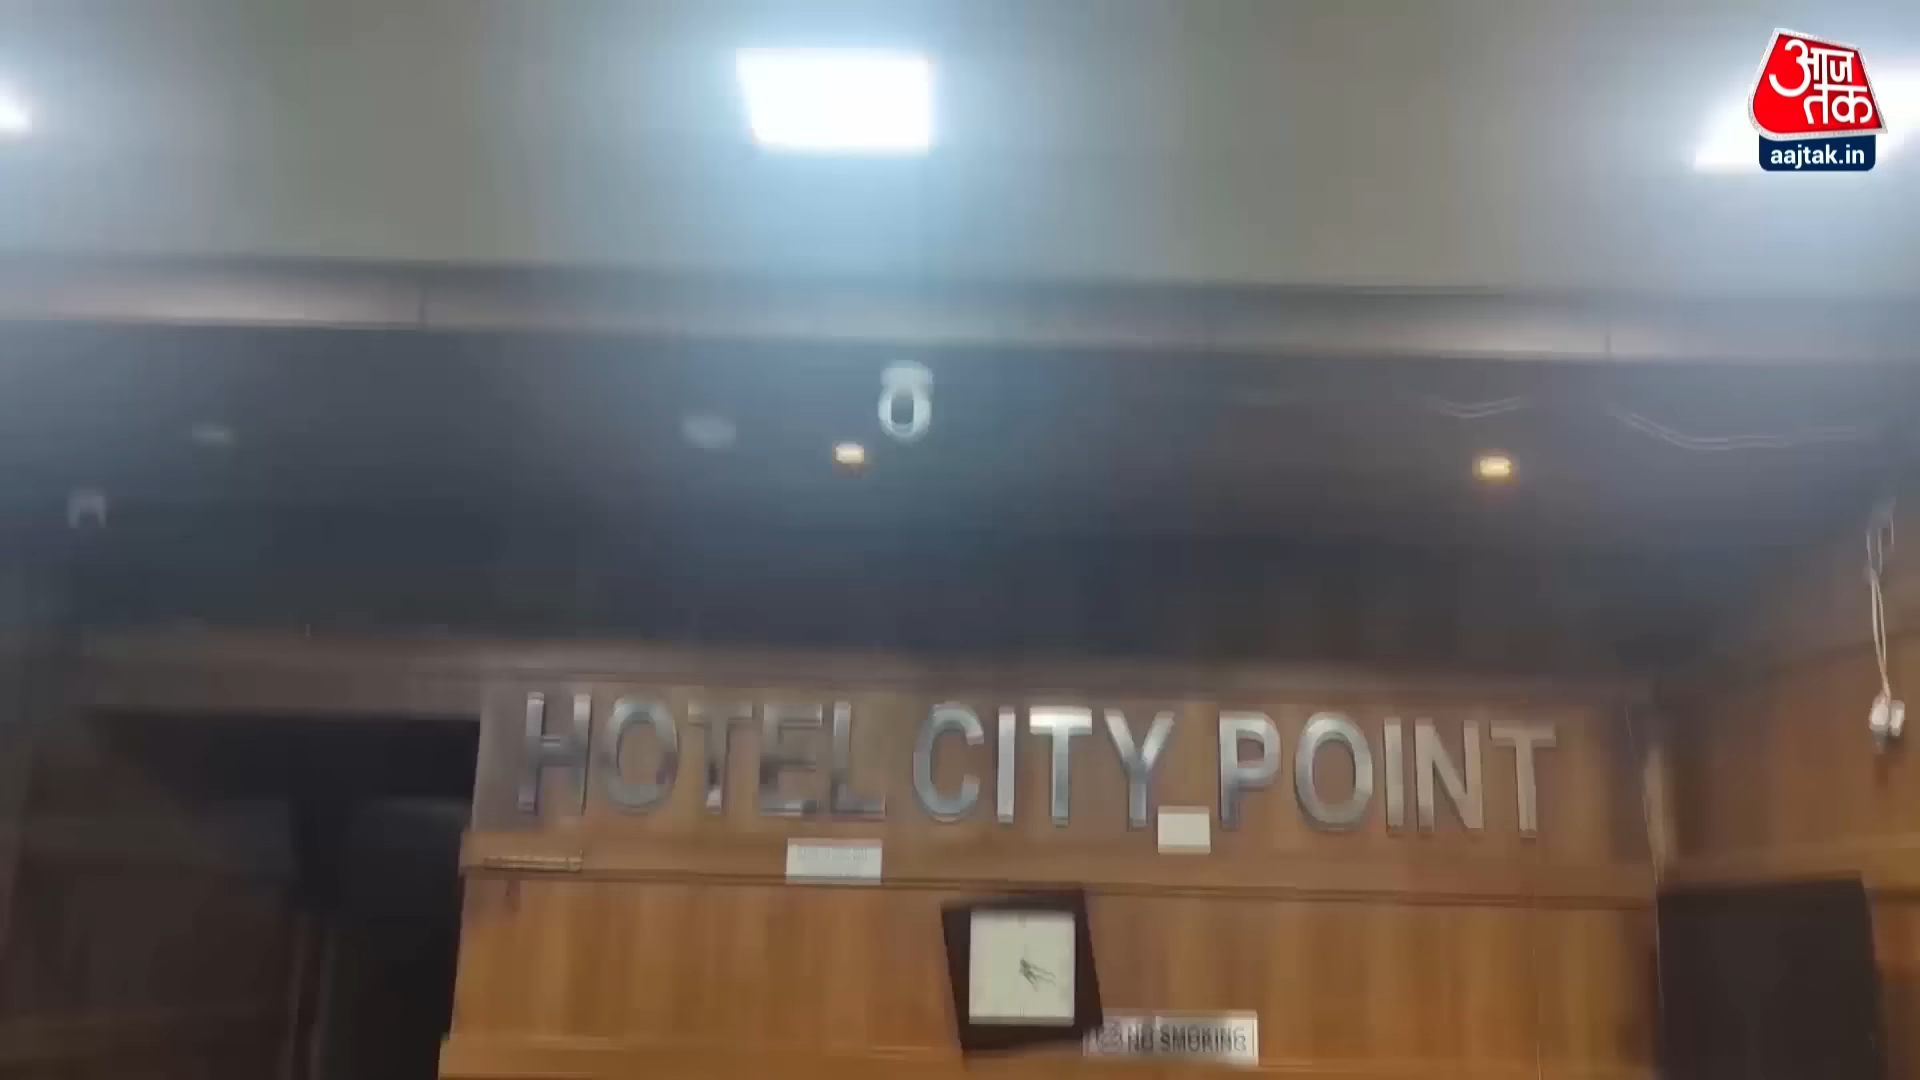 आज
तक
aajtak.in
HOTEL CITY POINT
NO SMOKING